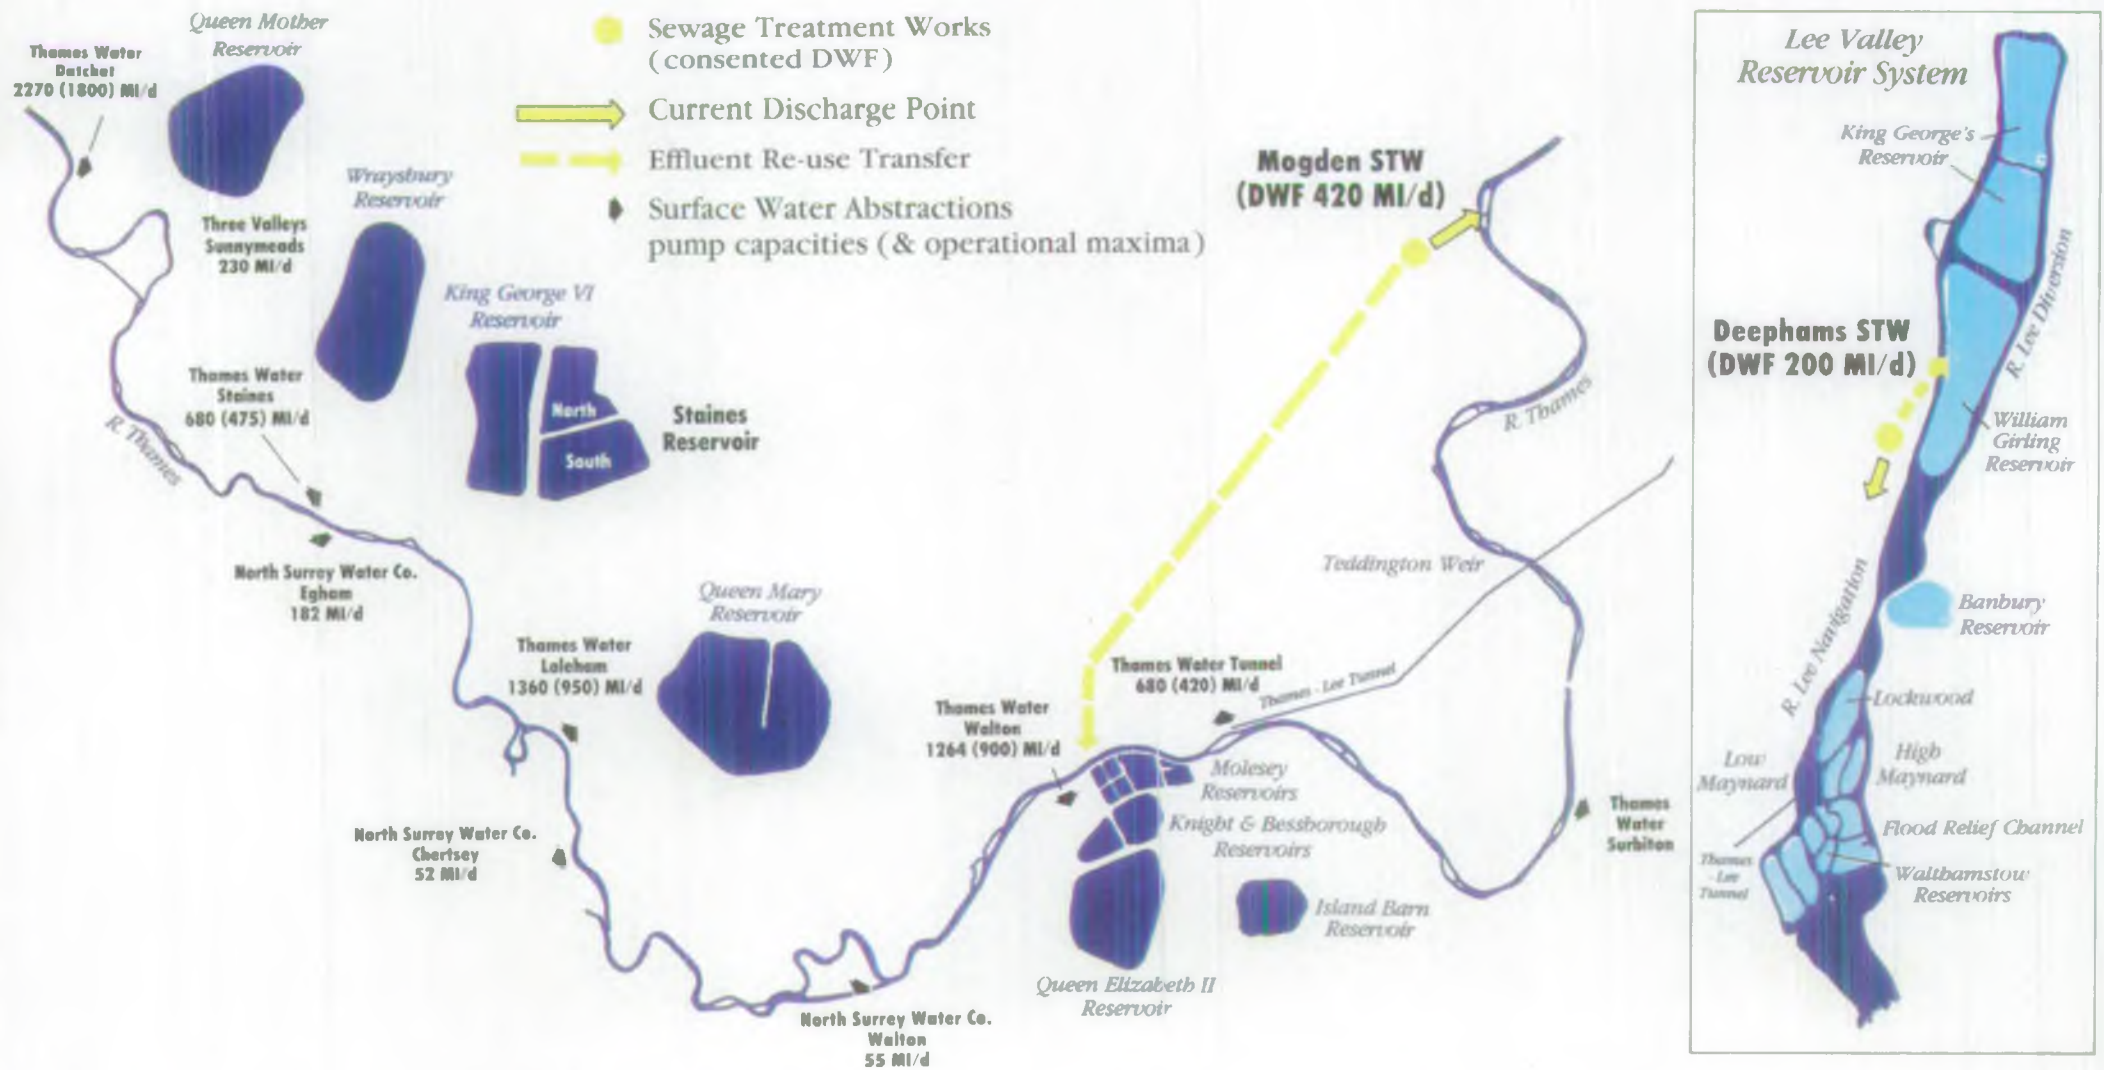 Queen Mother
Reservoir
Thames Water
Datchet
2270 (1800) Ml/d
Sewage Treatment Works
(consented DWF)
Current Discharge Point
Effluent Re-use Transfer
Surface Water Abstractions
pump capacities (& operational maxima)
Wraysbury
Reservoir
Three Valleys
Sunnymeads
230 Ml/d
King George VI
Reservoir
Thames Water
Staines
680 (475) Ml/d
North
South
Staines
Reservoir
R. Thames
North Surrey Water Co.
Egham
182 Ml/d
Queen Mary
Reservoir
Thames Water
Laleham
1360 (950) Ml/d
North Surrey Water Co.
Chertsey
52 Ml/d
North Surrey Water Co.
Walton
55 Ml/d
Thames Water
Walton
1264 (900) Ml/d
Thames Water Tunnel
680 (420) Ml/d
Thames - Lee Tunnel
Molesey
Reservoirs
Knight & Bessborough
Reservoirs
Island Barn
Reservoir
Queen Elizabeth II
Reservoir
Mogden STW
(DWF 420 Ml/d)
R. Thames
Teddington Weir
Thames
Water
Surbiton
Lee Valley
Reservoir System
King George's
Reservoir
R. Lee Diversion
Deephams STW
(DWF 200 Ml/d)
William
Girling
Reservoir
R. Lee Navigation
Banbury
Reservoir
Lockwood
Low
Maynard
High
Maynard
Flood Relief Channel
Thames
- Lee
Tunnel
Walthamstow
Reservoirs